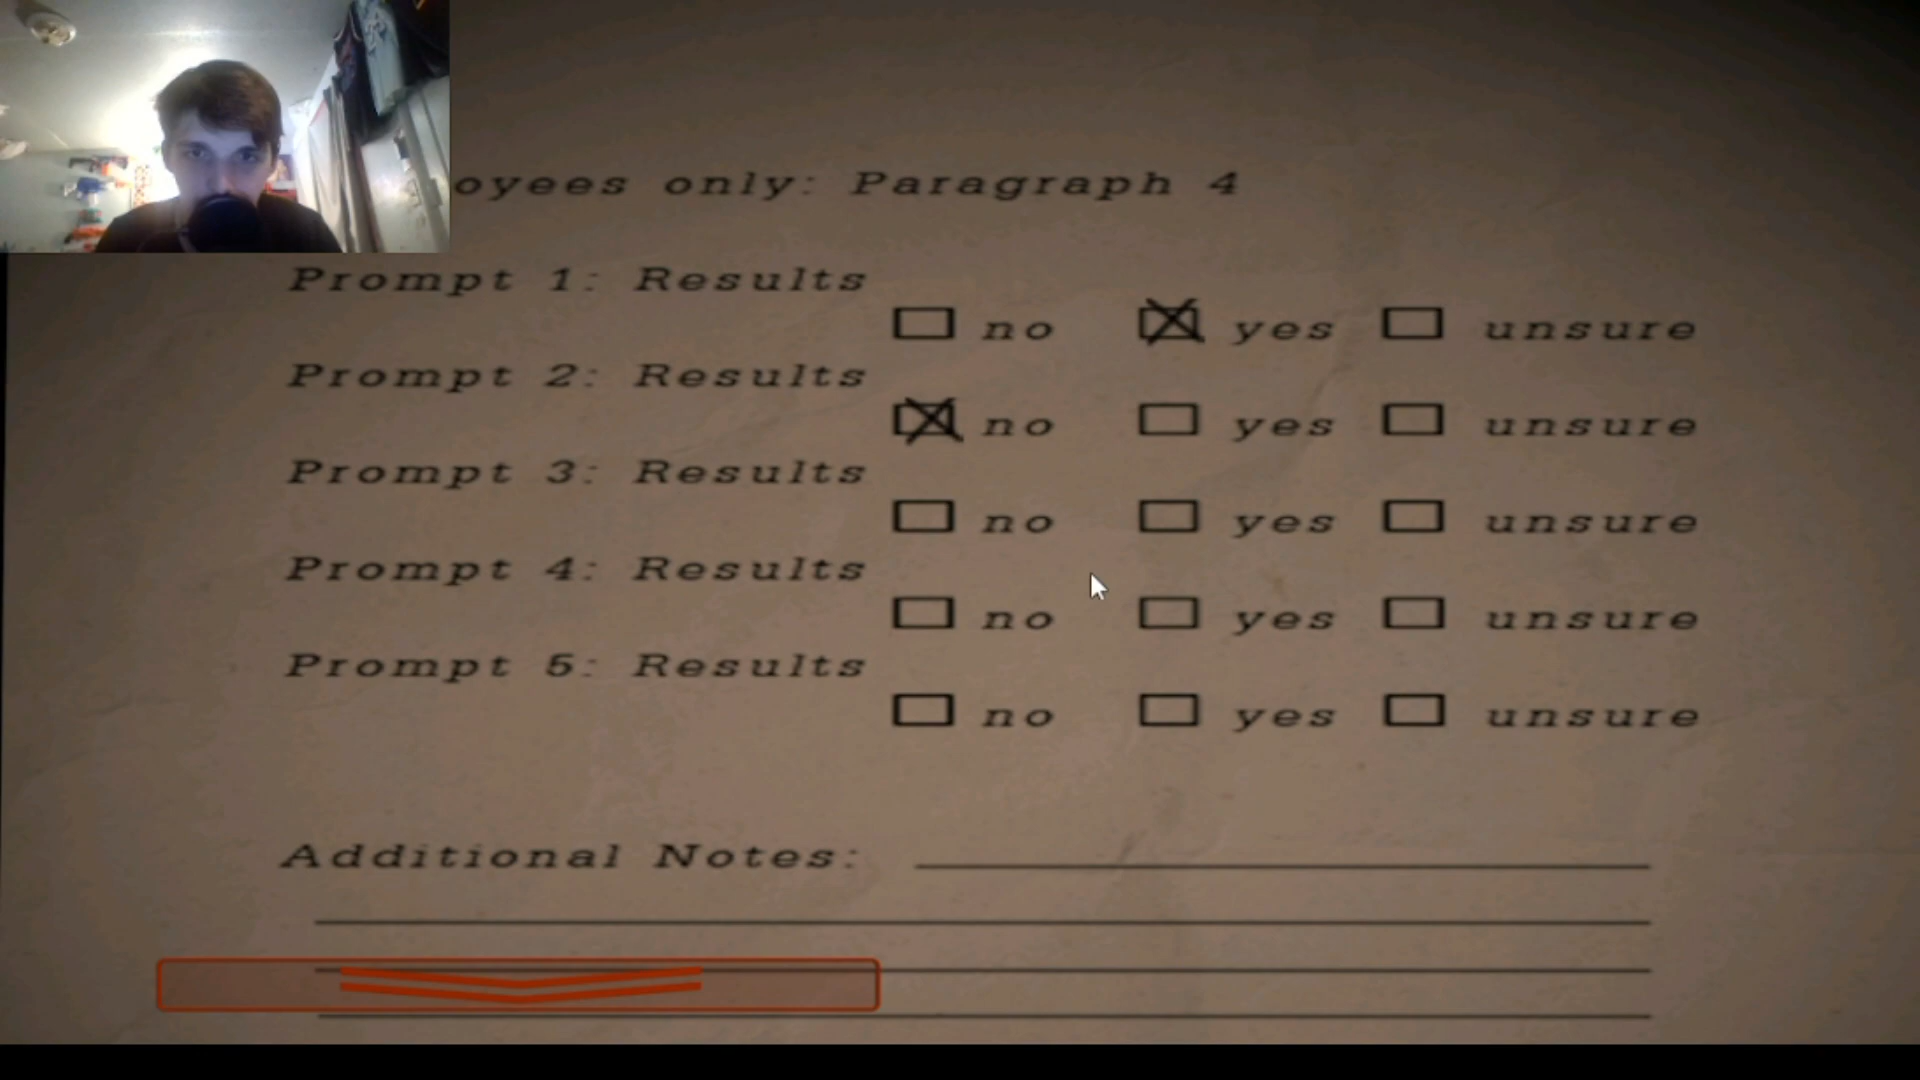 oyees only: Paragraph 4
Prompt 1: Results
no yes unsure
Prompt 2: Results
no yes unsure
Prompt 3: Results
no yes unsure
Prompt 4: Results
no yes unsure
Prompt 5: Results
no yes unsure
Additional Notes: